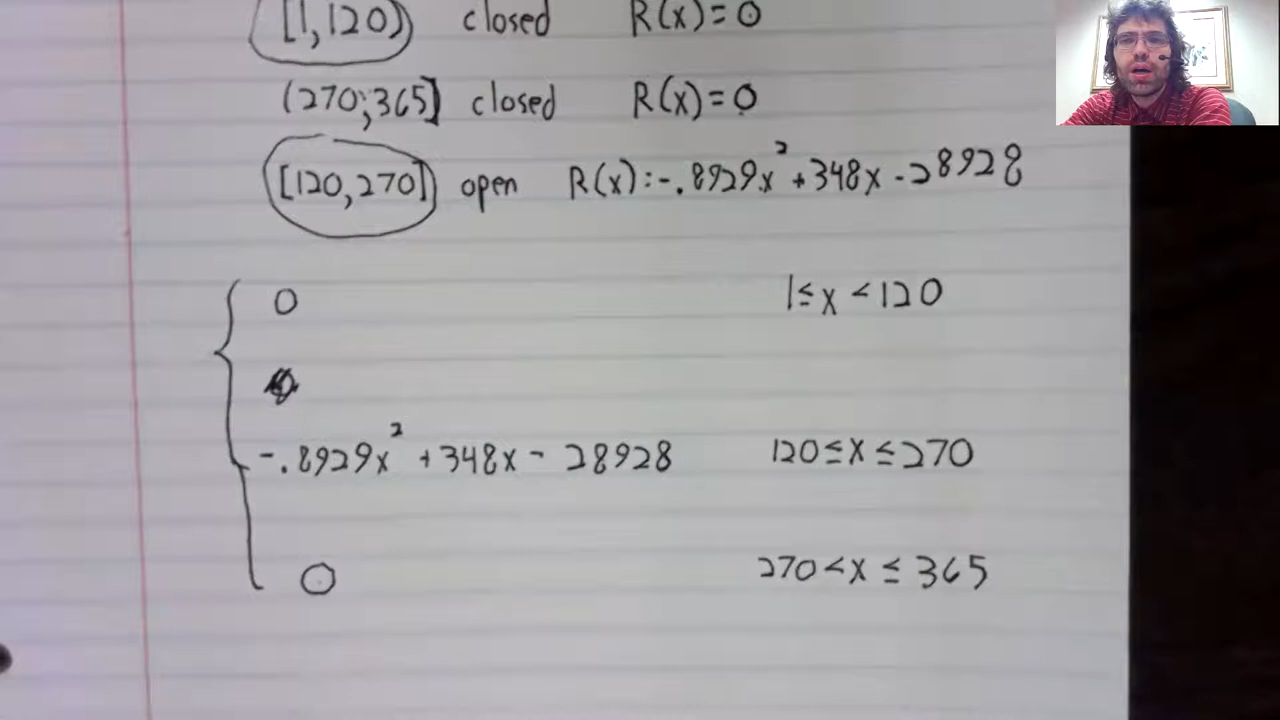 [1,120) closed R(x)=0
(270,365] closed R(x)=0
[120,270] open R(x):-.8929x²+348x-28928
0 1≤x<120
-.8929x²+348x-28928 120≤x≤270
0 270<x≤365